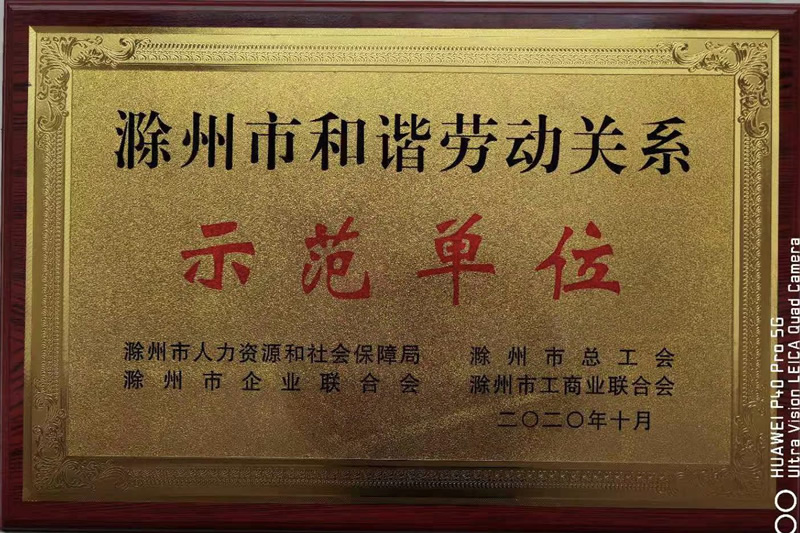 滁州市和谐劳动关系
示范单位
滁州市人力资源和社会保障局
滁州市企业联合会
滁州市总工会
滁州市工商业联合会
二〇二〇年十月
HUAWEI P40 Pro 5G
Ultra Vision LEICA Quad Camera